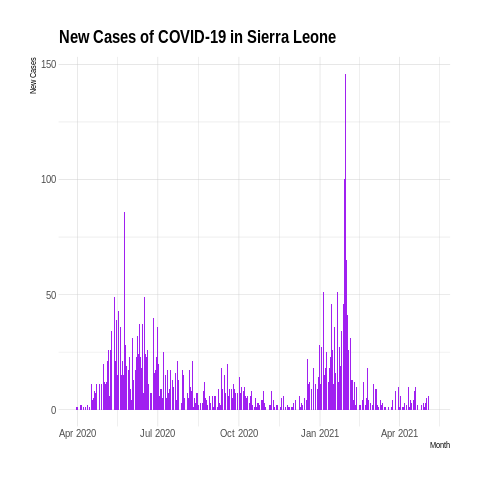 New Cases of COVID-19 in Sierra Leone
New Cases
150
100
50
0
Apr 2020 Jul 2020 Oct 2020 Jan 2021 Apr 2021
Month